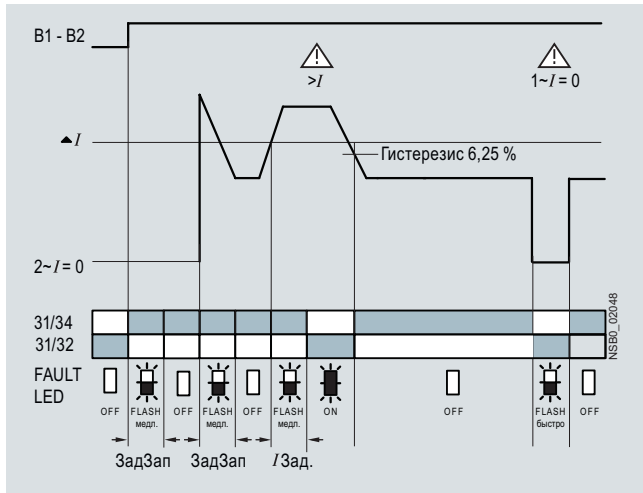 B1 - B2
>I
1~I = 0
I
Гистерезис 6,25 %
2~I = 0
31/34
31/32
NSB0_02048
FAULT
LED
OFF FLASH OFF FLASH OFF FLASH ON OFF FLASH OFF
медл. медл. медл. быстро
ЗадЗап ЗадЗап I Зад.